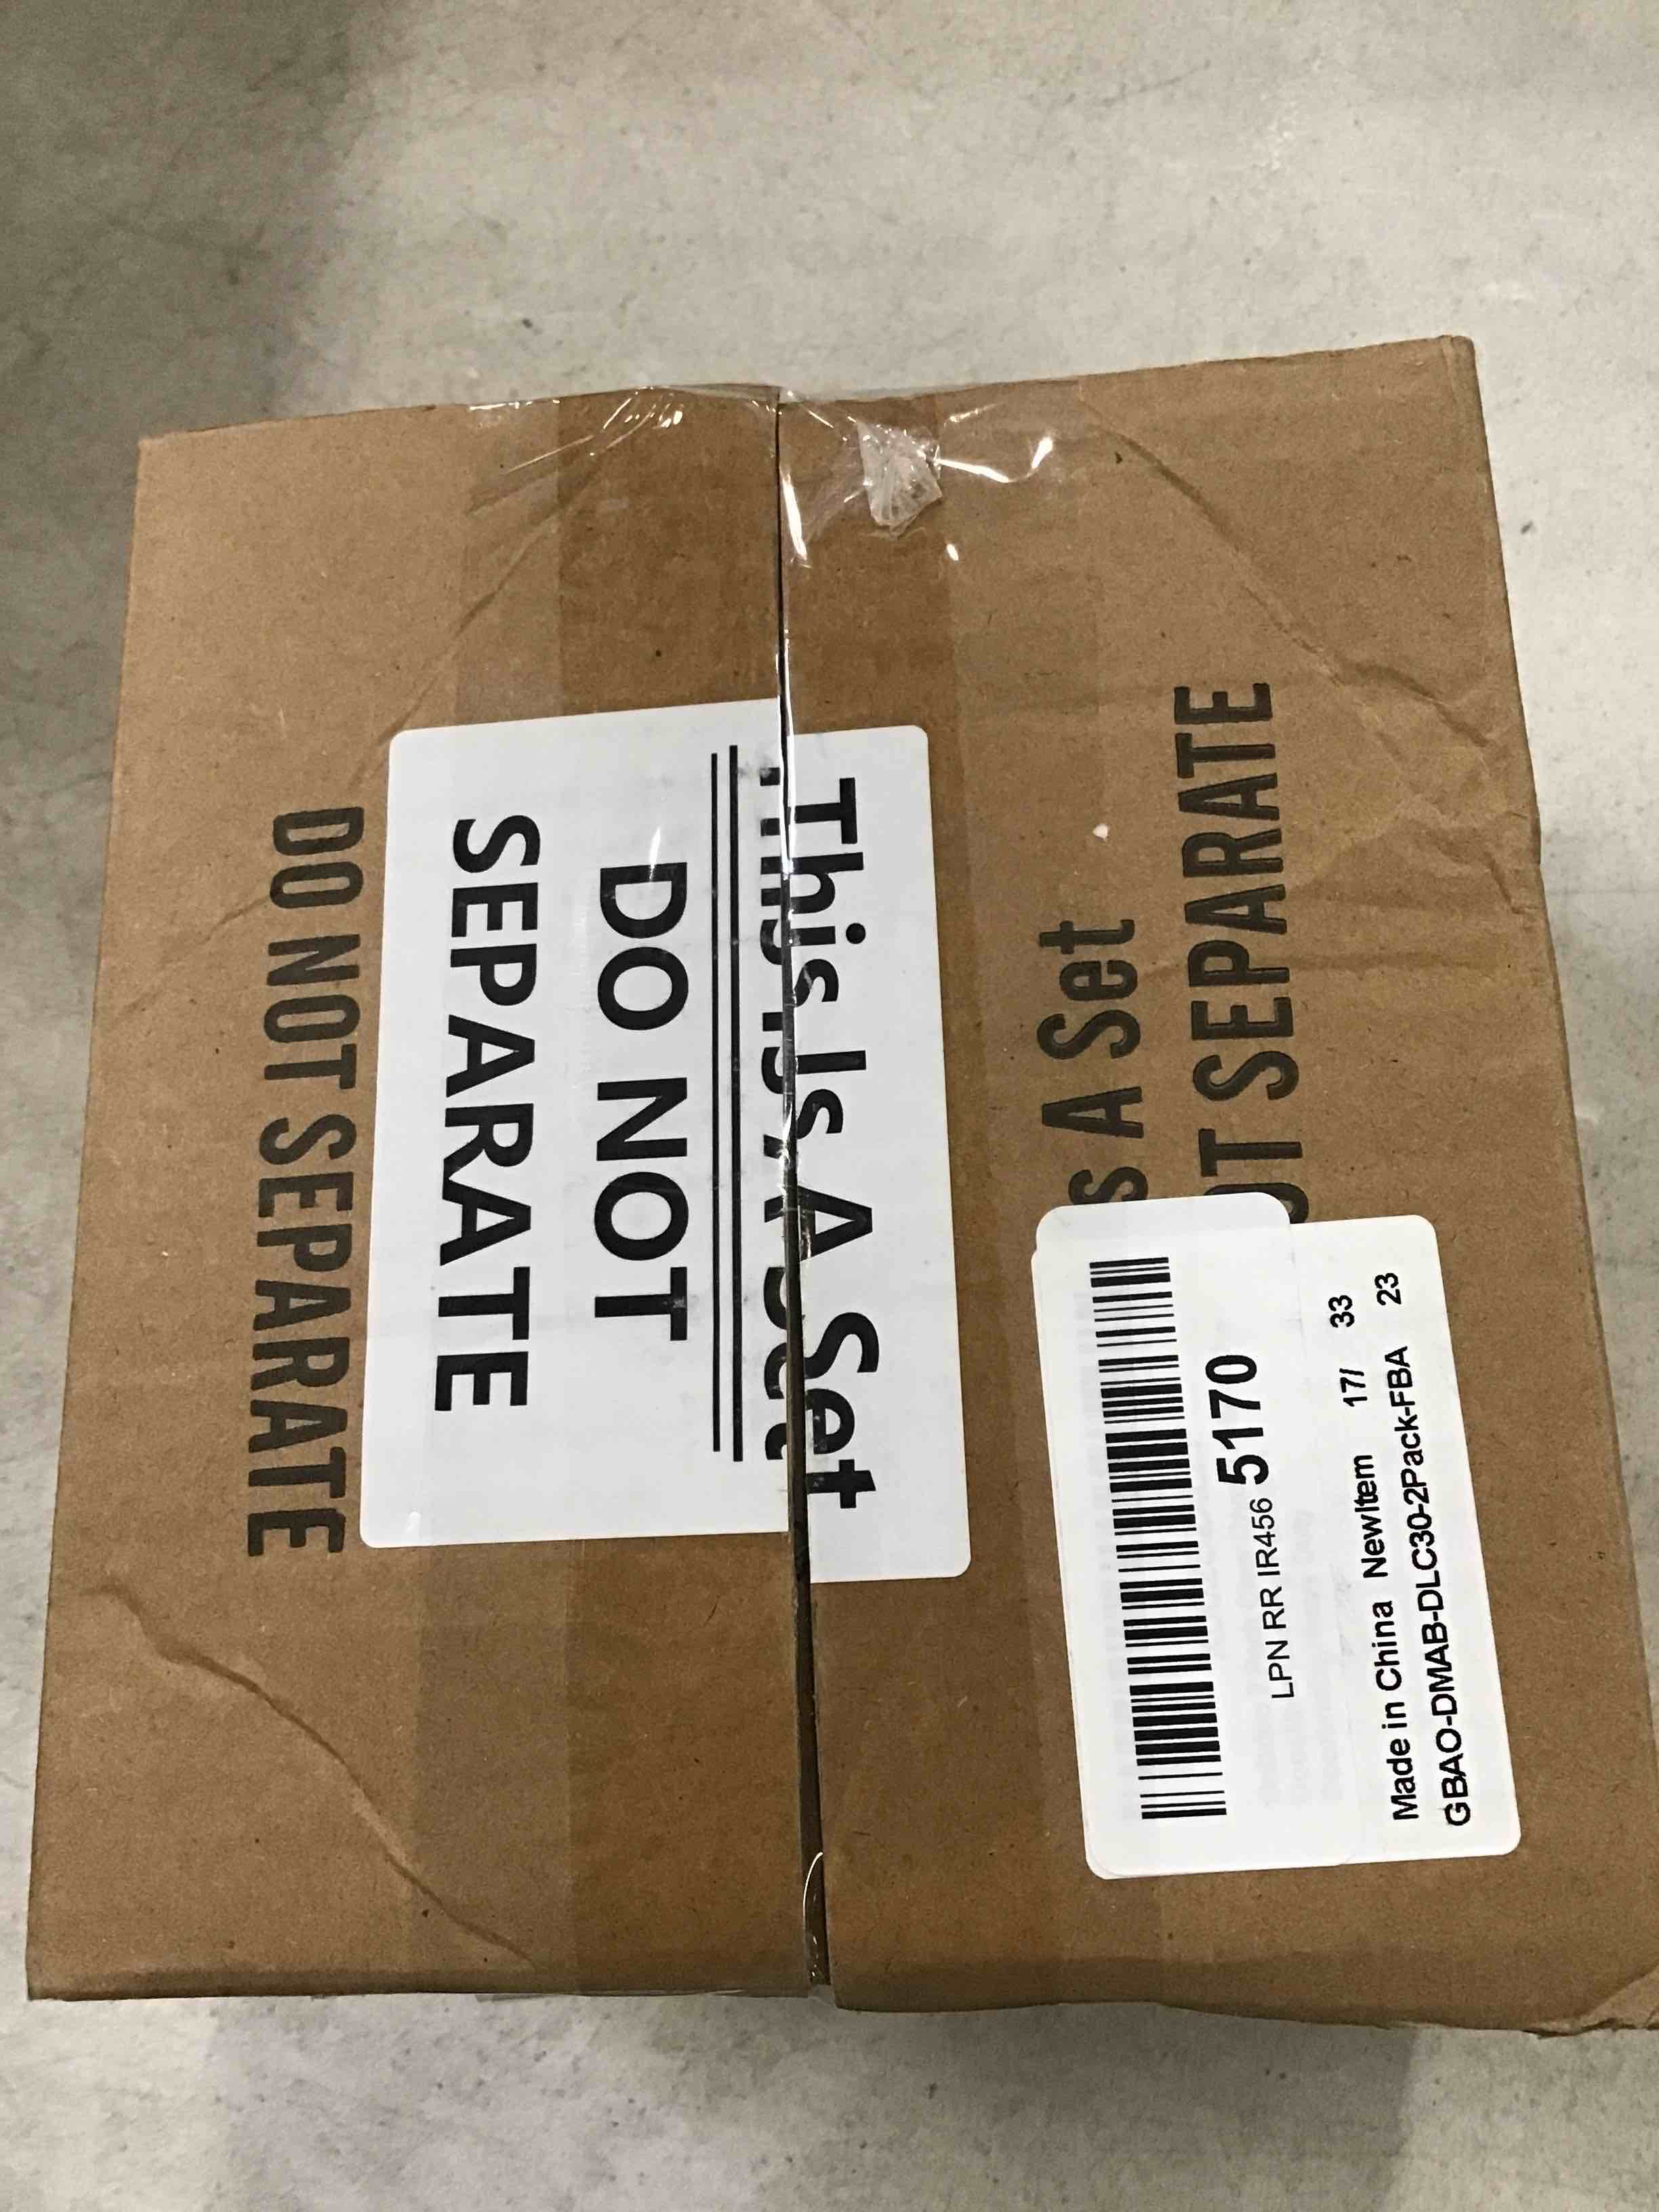 DO NOT SEPARATE
This Is A Set
DO NOT
SEPARATE
s A Set
OT SEPARATE
LPN RR IR456 5170
17/ 33
Made in China NewItem
GBAO-DMAB-DLC30-2Pack-FBA 23